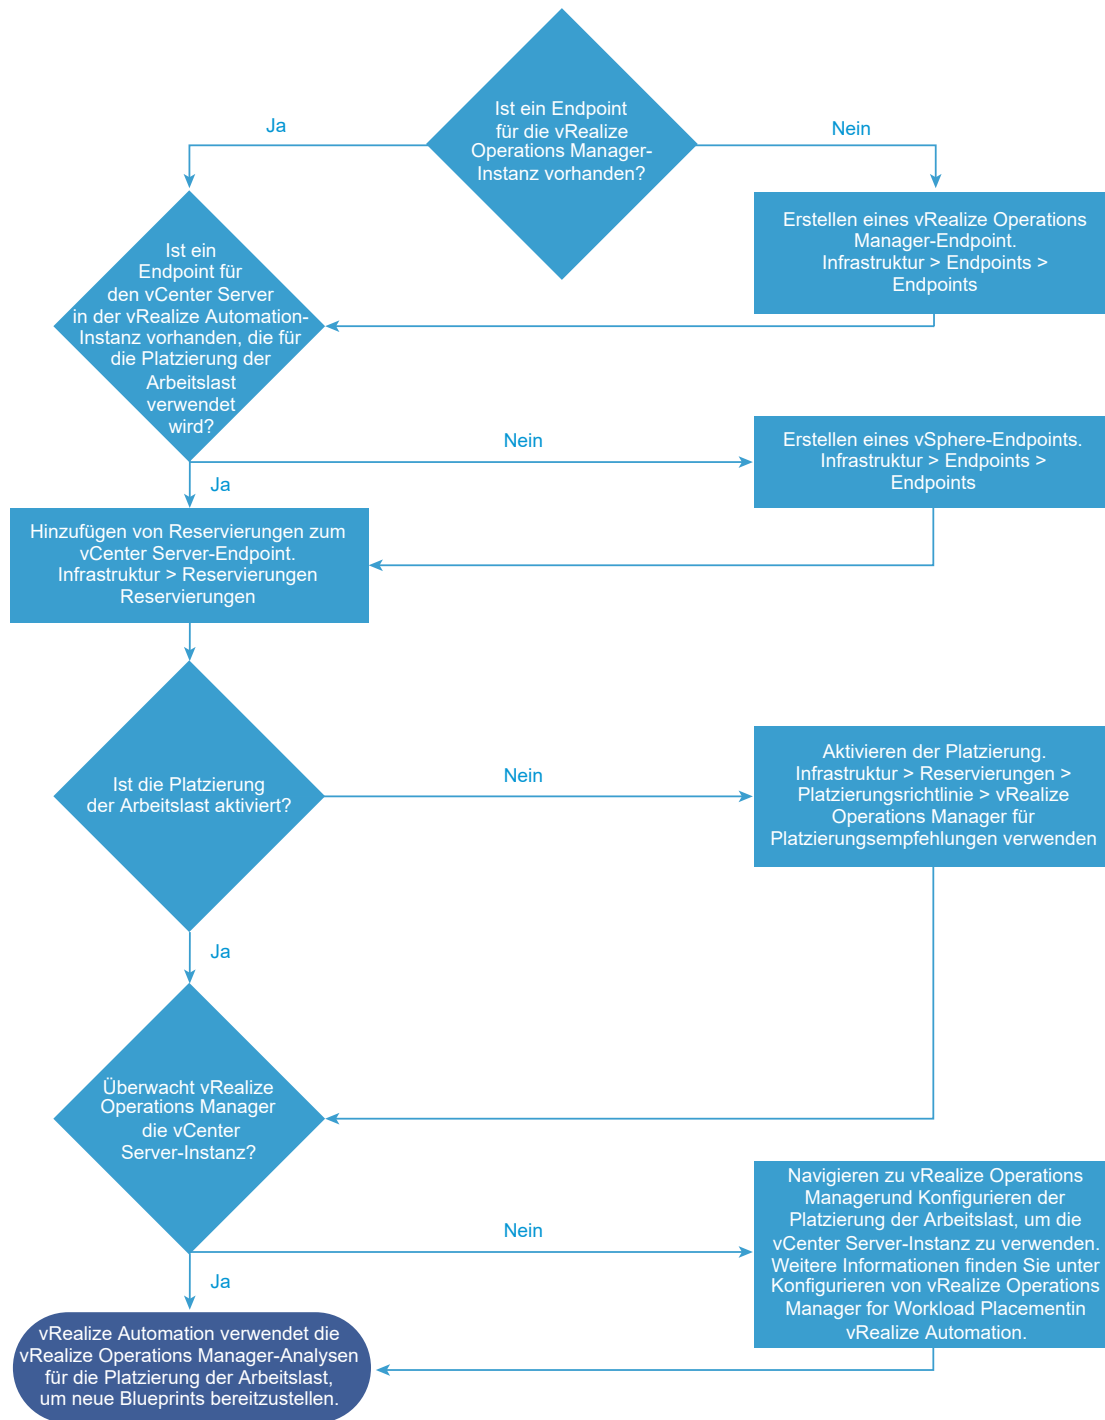 Ist ein Endpoint
für die vRealize
Operations Manager-
Instanz vorhanden?
Ja
Nein
Erstellen eines vRealize Operations
Manager-Endpoint.
Infrastruktur > Endpoints >
Endpoints
Ist ein
Endpoint für
den vCenter Server
in der vRealize Automation-
Instanz vorhanden, die für
die Platzierung der
Arbeitslast
verwendet
wird?
Nein
Ja
Erstellen eines vSphere-Endpoints.
Infrastruktur > Endpoints >
Endpoints
Hinzufügen von Reservierungen zum
vCenter Server-Endpoint.
Infrastruktur > Reservierungen
Reservierungen
Ist die Platzierung
der Arbeitslast aktiviert?
Nein
Aktivieren der Platzierung.
Infrastruktur > Reservierungen >
Platzierungsrichtlinie > vRealize
Operations Manager für
Platzierungsempfehlungen verwenden
Ja
Überwacht vRealize
Operations Manager
die vCenter
Server-Instanz?
Nein
Ja
Navigieren zu vRealize Operations
Managerund Konfigurieren der
Platzierung der Arbeitslast, um die
vCenter Server-Instanz zu verwenden.
Weitere Informationen finden Sie unter
Konfigurieren von vRealize Operations
Manager for Workload Placementin
vRealize Automation.
vRealize Automation verwendet die
vRealize Operations Manager-Analysen
für die Platzierung der Arbeitslast,
um neue Blueprints bereitzustellen.